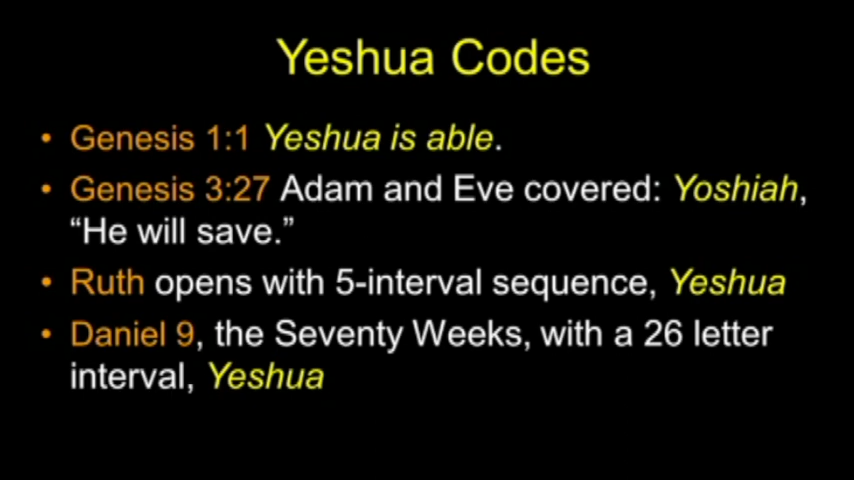 Yeshua Codes
• Genesis 1:1 Yeshua is able.
• Genesis 3:27 Adam and Eve covered: Yoshiah,
“He will save.”
• Ruth opens with 5-interval sequence, Yeshua
• Daniel 9, the Seventy Weeks, with a 26 letter
interval, Yeshua